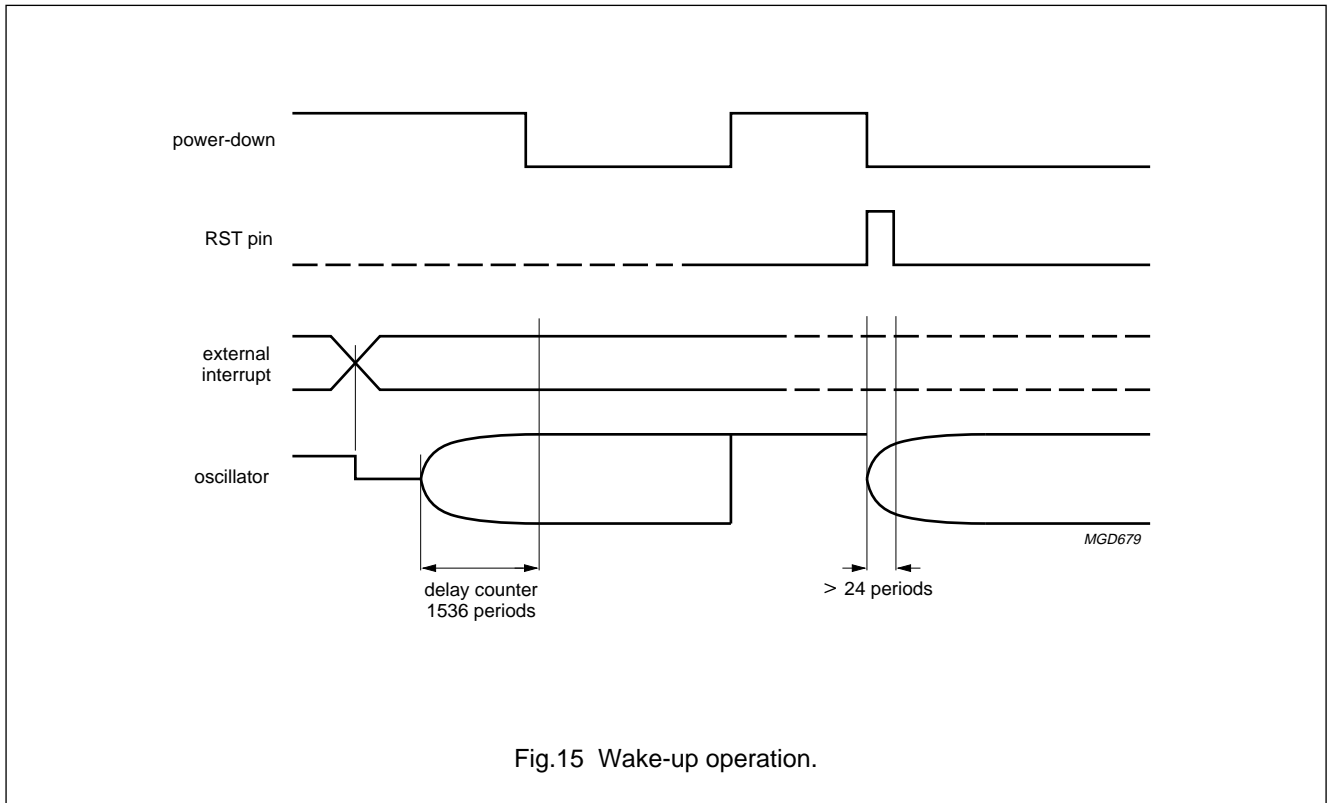 power-down
RST pin
external
interrupt
oscillator
MGD679
delay counter
1536 periods
> 24 periods
Fig.15 Wake-up operation.